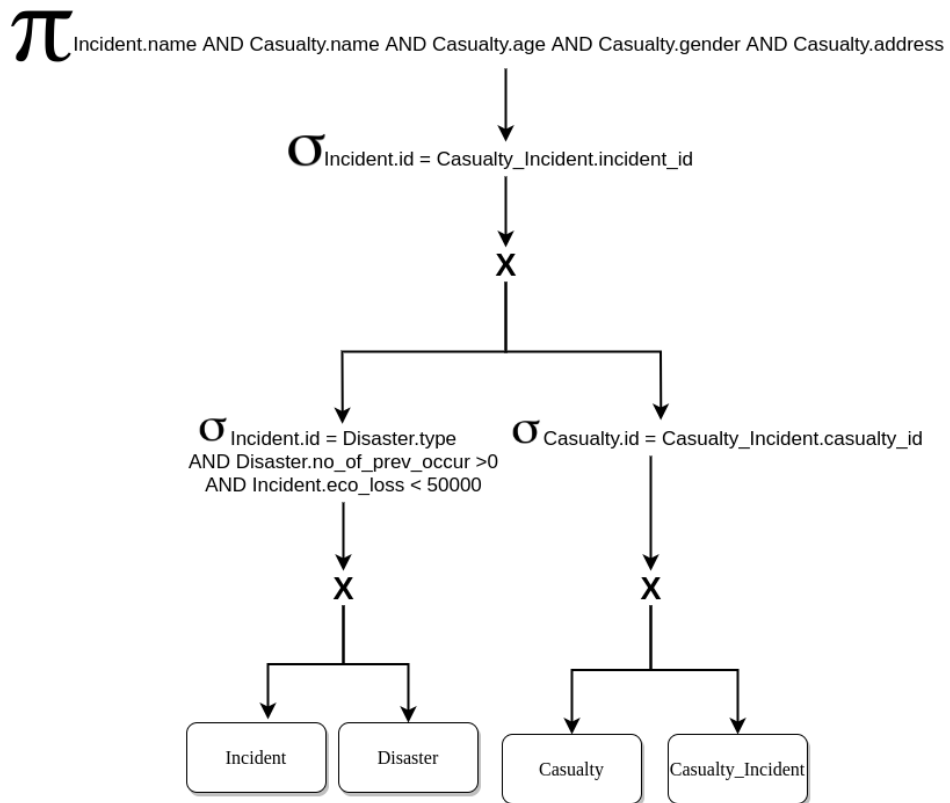 π Incident.name AND Casualty.name AND Casualty.age AND Casualty.gender AND Casualty.address
σ Incident.id = Casualty_Incident.incident_id
X
σ Incident.id = Disaster.type
AND Disaster.no_of_prev_occur >0
AND Incident.eco_loss < 50000
σ Casualty.id = Casualty_Incident.casualty_id
X
X
Incident
Disaster
Casualty
Casualty_Incident